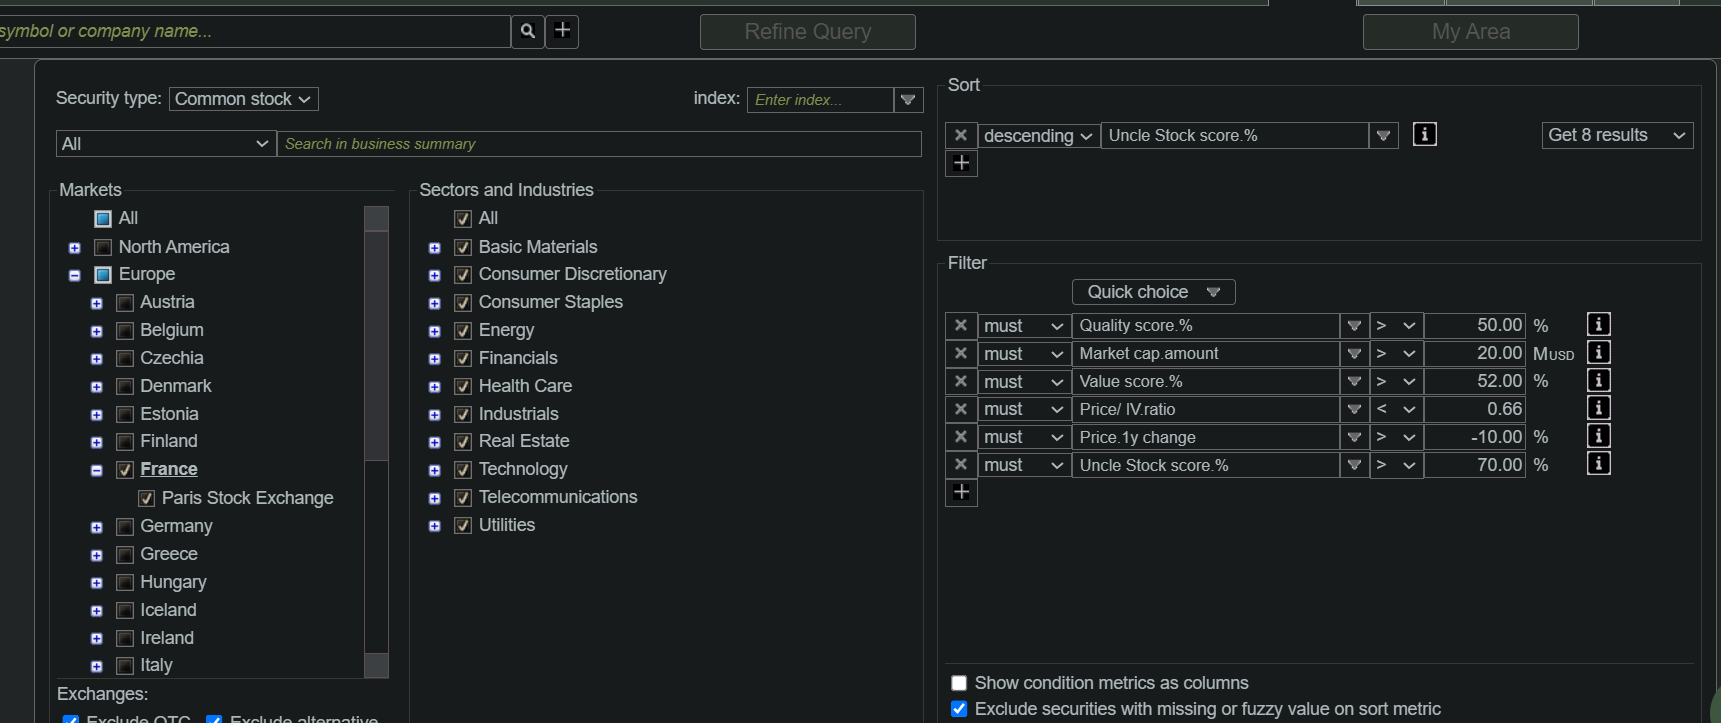 symbol or company name...
Refine Query
My Area
Security type: Common stock
index: Enter index...
All
Search in business summary
Markets
All
North America
Europe
Austria
Belgium
Czechia
Denmark
Estonia
Finland
France
Paris Stock Exchange
Germany
Greece
Hungary
Iceland
Ireland
Italy
Exchanges:
Exclude OTC Exclude alternative
Sectors and Industries
All
Basic Materials
Consumer Discretionary
Consumer Staples
Energy
Financials
Health Care
Industrials
Real Estate
Technology
Telecommunications
Utilities
Sort
descending Uncle Stock score.% i Get 8 results
Filter
Quick choice
must Quality score.% > 50.00 % i
must Market cap.amount > 20.00 MUSD i
must Value score.% > 52.00 % i
must Price/ IV.ratio < 0.66 i
must Price.1y change > -10.00 % i
must Uncle Stock score.% > 70.00 % i
Show condition metrics as columns
Exclude securities with missing or fuzzy value on sort metric